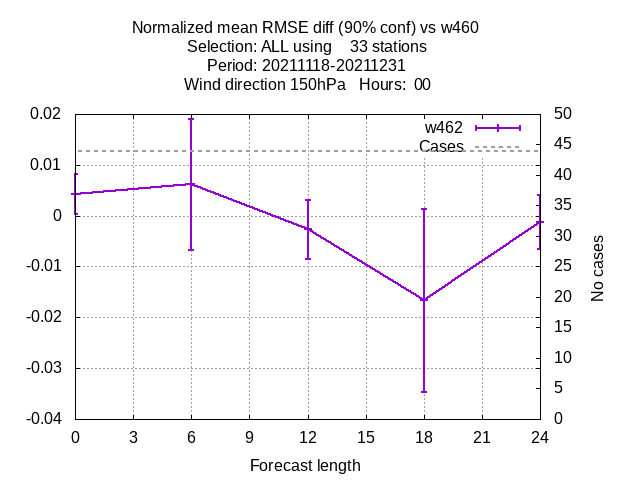 Normalized mean RMSE diff (90% conf) vs w460
Selection: ALL using    33 stations
Period: 20211118-20211231
Wind direction 150hPa   Hours:  00
w462
Cases
0.02
0.01
0
-0.01
-0.02
-0.03
-0.04
50
45
40
35
30
25
20
15
10
5
0
No cases
0 3 6 9 12 15 18 21 24
Forecast length